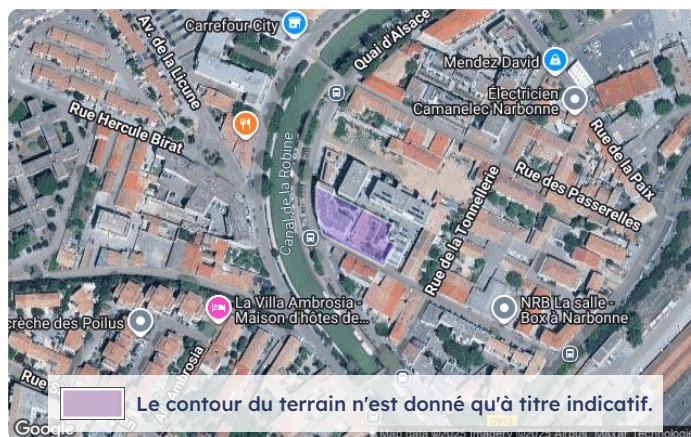 Carrefour City
Quai d'Alsace
Av. de la Licune
Mendez David
Électricien
Camanelec Narbonne
Rue Hercule Birat
Rue de la Paix
Canal de la Robine
Rue des Passerelles
Rue de la Tonnellerie
La Villa Ambrosia -
Maison d'hôtes de...
NRB La salle -
Box à Narbonne
crèche des Poilus
Ambrosia
Rue
Le contour du terrain n'est donné qu'à titre indicatif.
Google